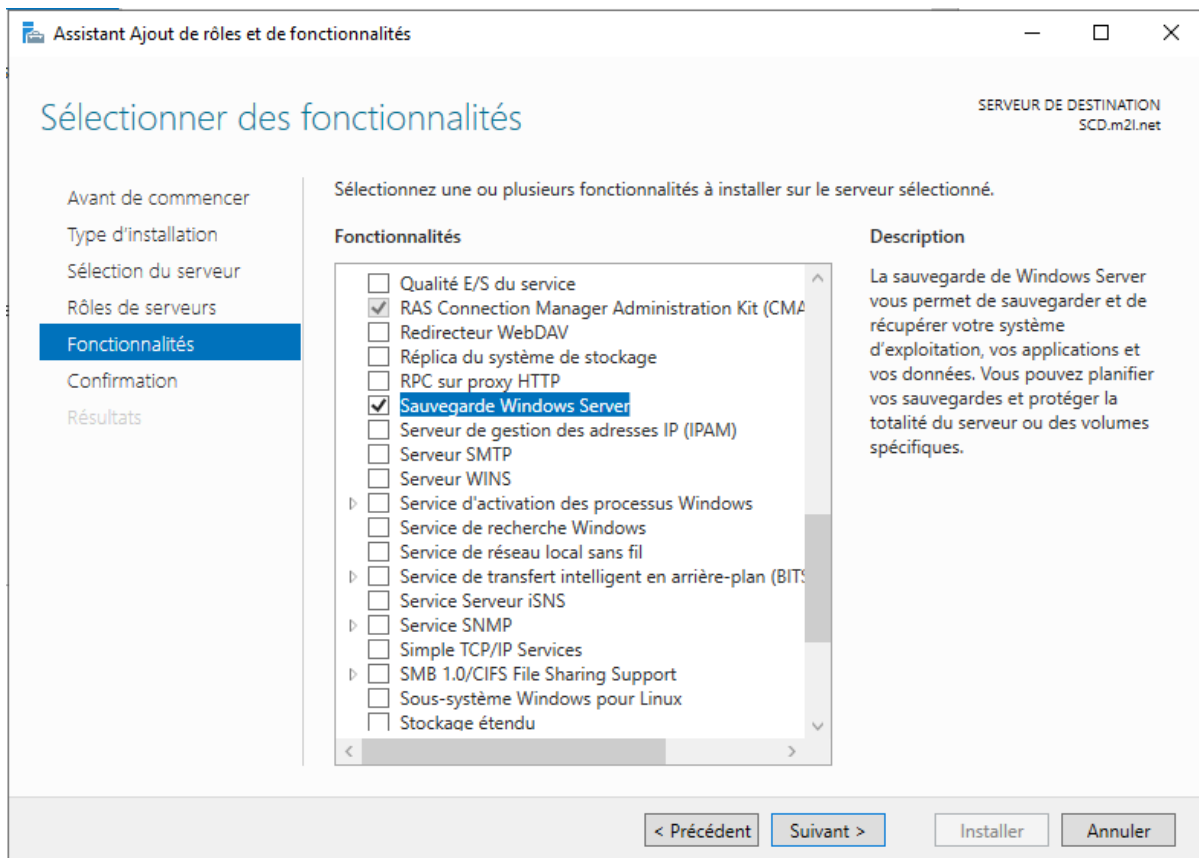 Assistant Ajout de rôles et de fonctionnalités
Sélectionner des fonctionnalités
SERVEUR DE DESTINATION
SCD.m2l.net
Avant de commencer
Type d'installation
Sélection du serveur
Rôles de serveurs
Fonctionnalités
Confirmation
Résultats
Sélectionnez une ou plusieurs fonctionnalités à installer sur le serveur sélectionné.
Fonctionnalités
Qualité E/S du service
RAS Connection Manager Administration Kit (CMA
Redirecteur WebDAV
Réplica du système de stockage
RPC sur proxy HTTP
Sauvegarde Windows Server
Serveur de gestion des adresses IP (IPAM)
Serveur SMTP
Serveur WINS
Service d'activation des processus Windows
Service de recherche Windows
Service de réseau local sans fil
Service de transfert intelligent en arrière-plan (BITS
Service Serveur iSNS
Service SNMP
Simple TCP/IP Services
SMB 1.0/CIFS File Sharing Support
Sous-système Windows pour Linux
Stockage étendu
Description
La sauvegarde de Windows Server
vous permet de sauvegarder et de
récupérer votre système
d'exploitation, vos applications et
vos données. Vous pouvez planifier
vos sauvegardes et protéger la
totalité du serveur ou des volumes
spécifiques.
< Précédent
Suivant >
Installer
Annuler